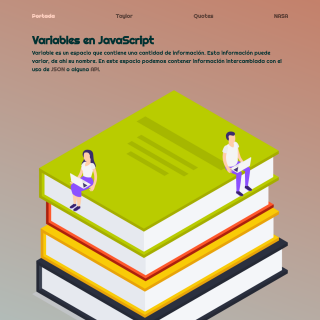 Portada Taylor Quotes NASA
Variables en JavaScript
Variable es un espacio que contiene una cantidad de información. Esta información puede
variar, de ahí su nombre. En este espacio podemos contener información intercambiada con el
uso de JSON o alguna API.